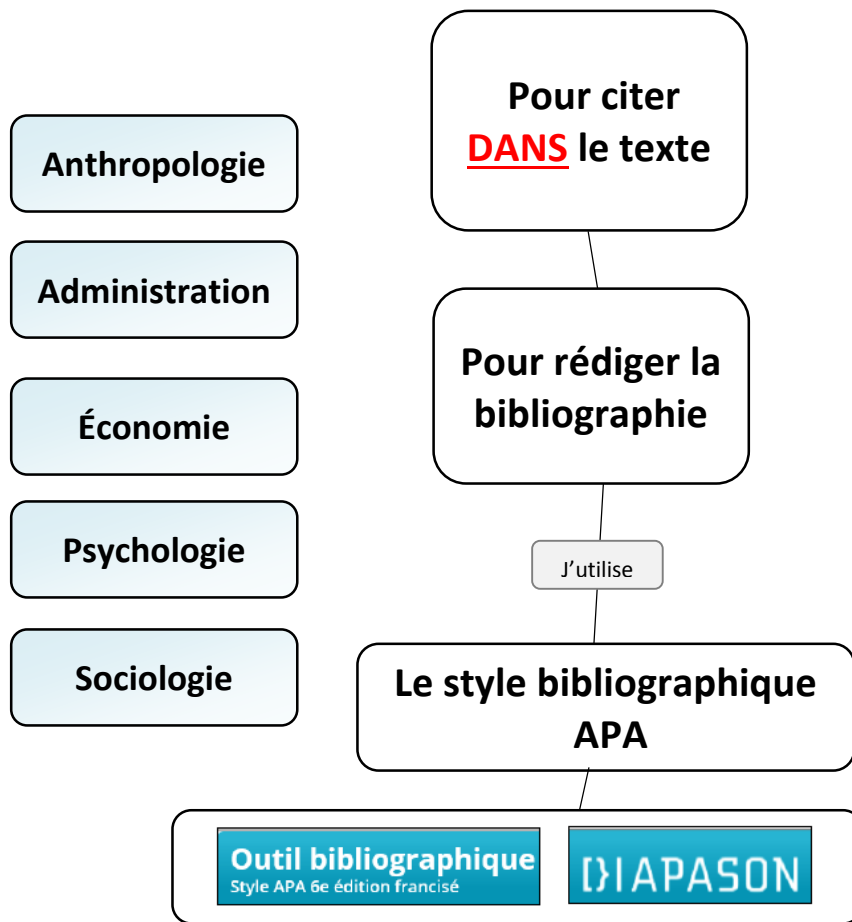 Anthropologie
Administration
Économie
Psychologie
Sociologie
Pour citer
DANS le texte
Pour rédiger la
bibliographie
J'utilise
Le style bibliographique
APA
Outil bibliographique
Style APA 6e édition francisé
DIAPASON